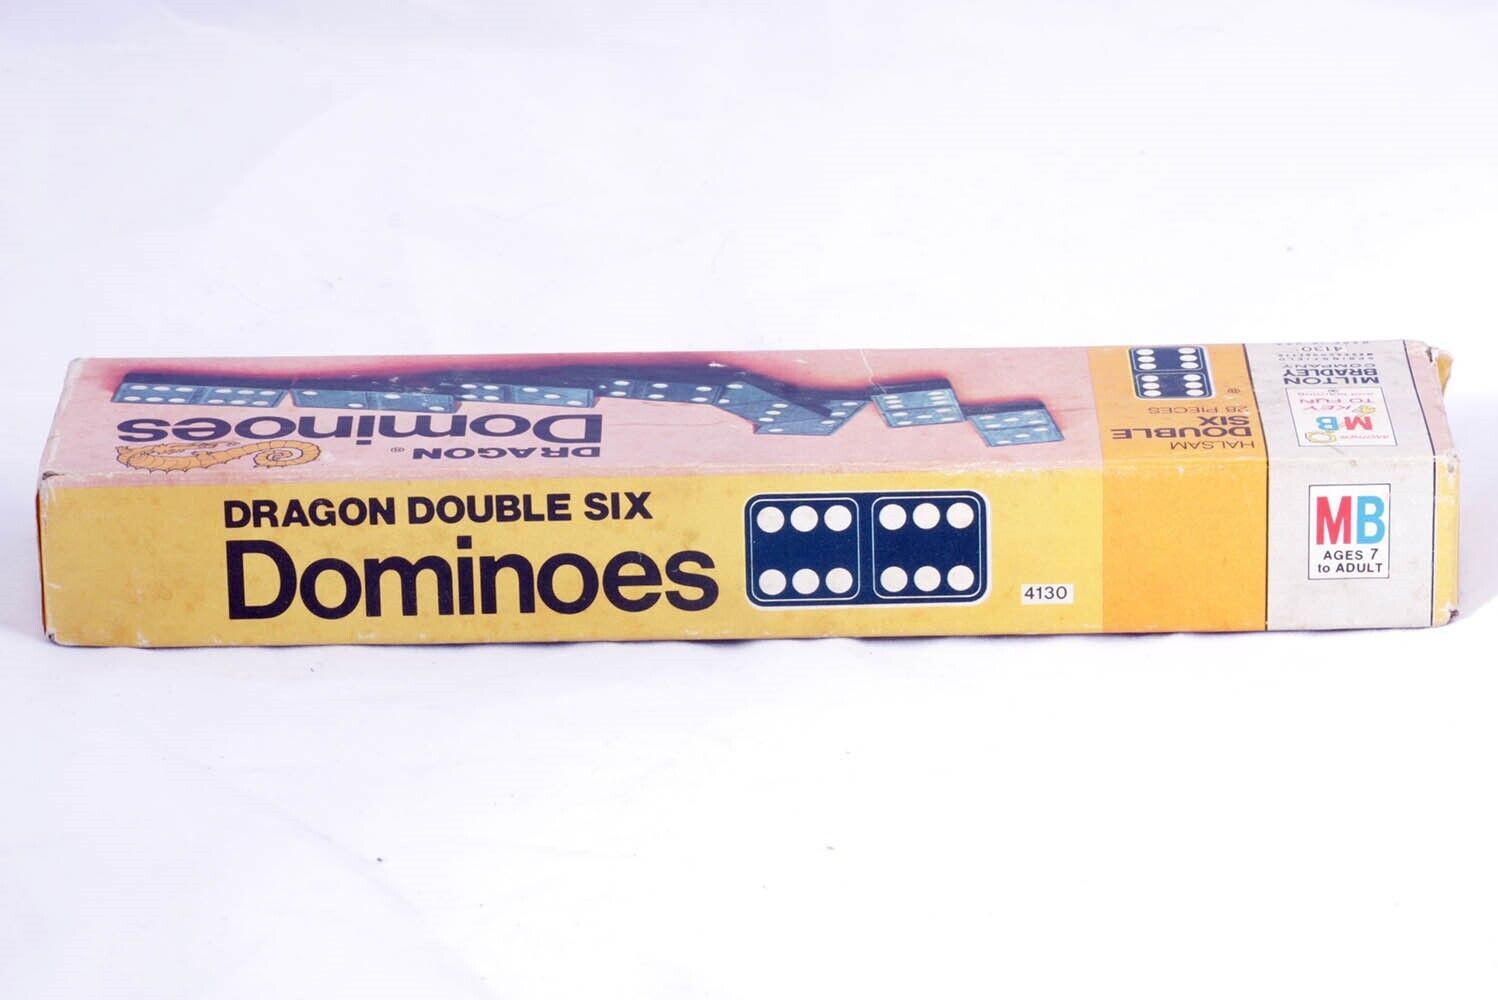 DRAGON ®
Dominoes
HALSAM
DOUBLE
SIX ®
28 PIECES
MB
KEY
TO FUN
MILTON
BRADLEY
COMPANY
4130
DRAGON DOUBLE SIX
Dominoes
4130
MB
AGES 7
to ADULT